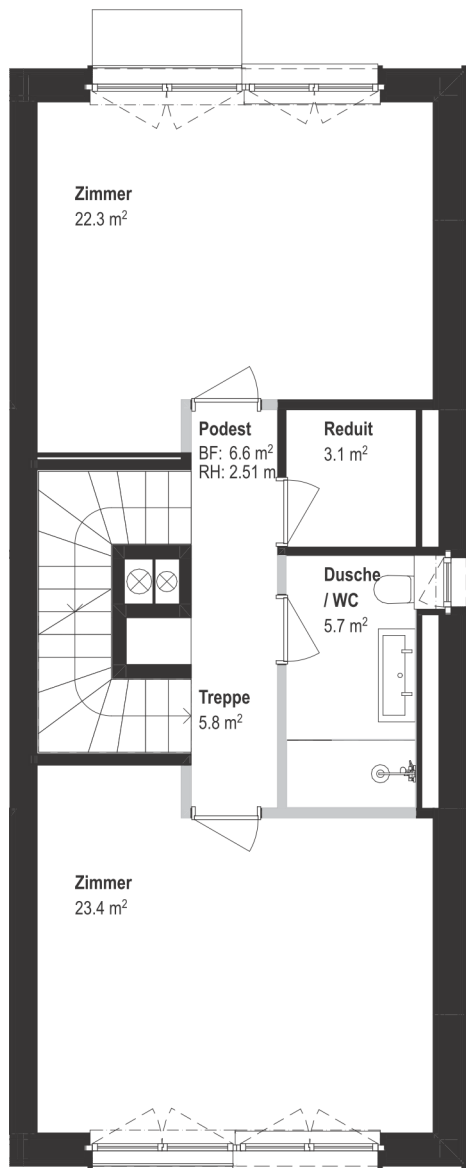 Zimmer
22.3 m²
Podest
BF: 6.6 m²
RH: 2.51 m
Reduit
3.1 m²
Dusche
/ WC
5.7 m²
Treppe
5.8 m²
Zimmer
23.4 m²